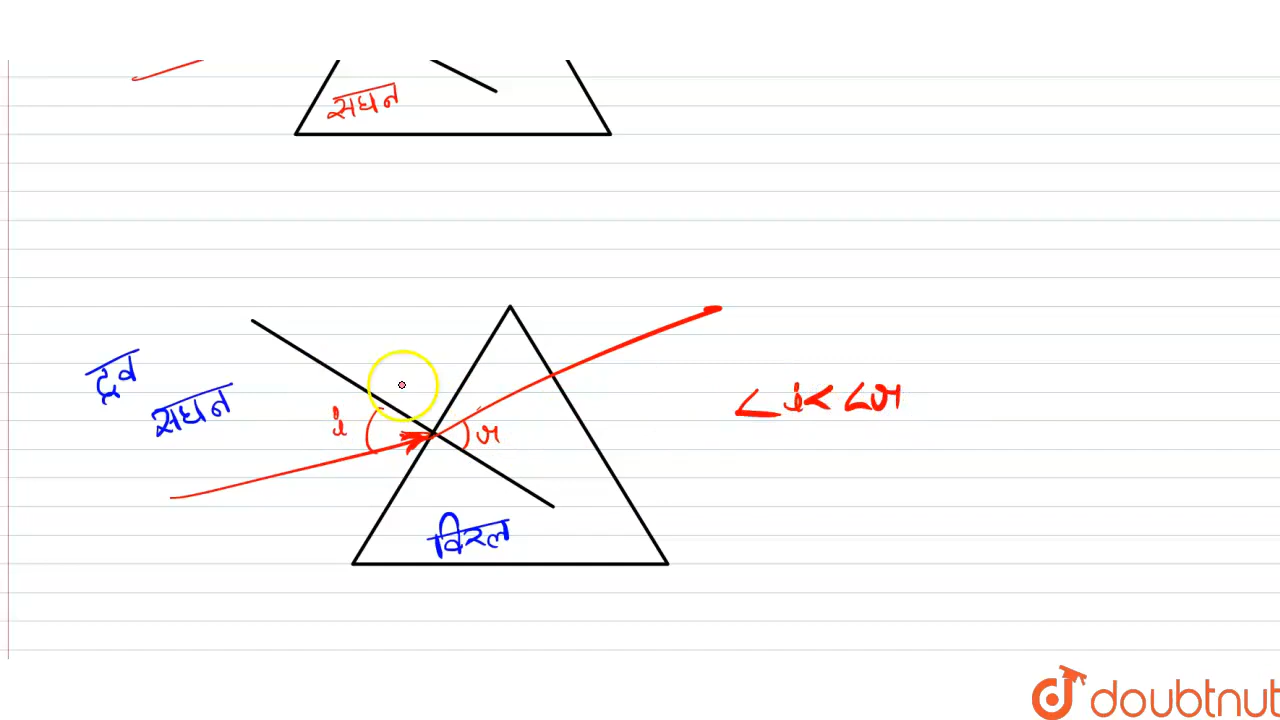 सघन
द्रव
सघन
i
r
∠i<∠r
विरल
doubtnut